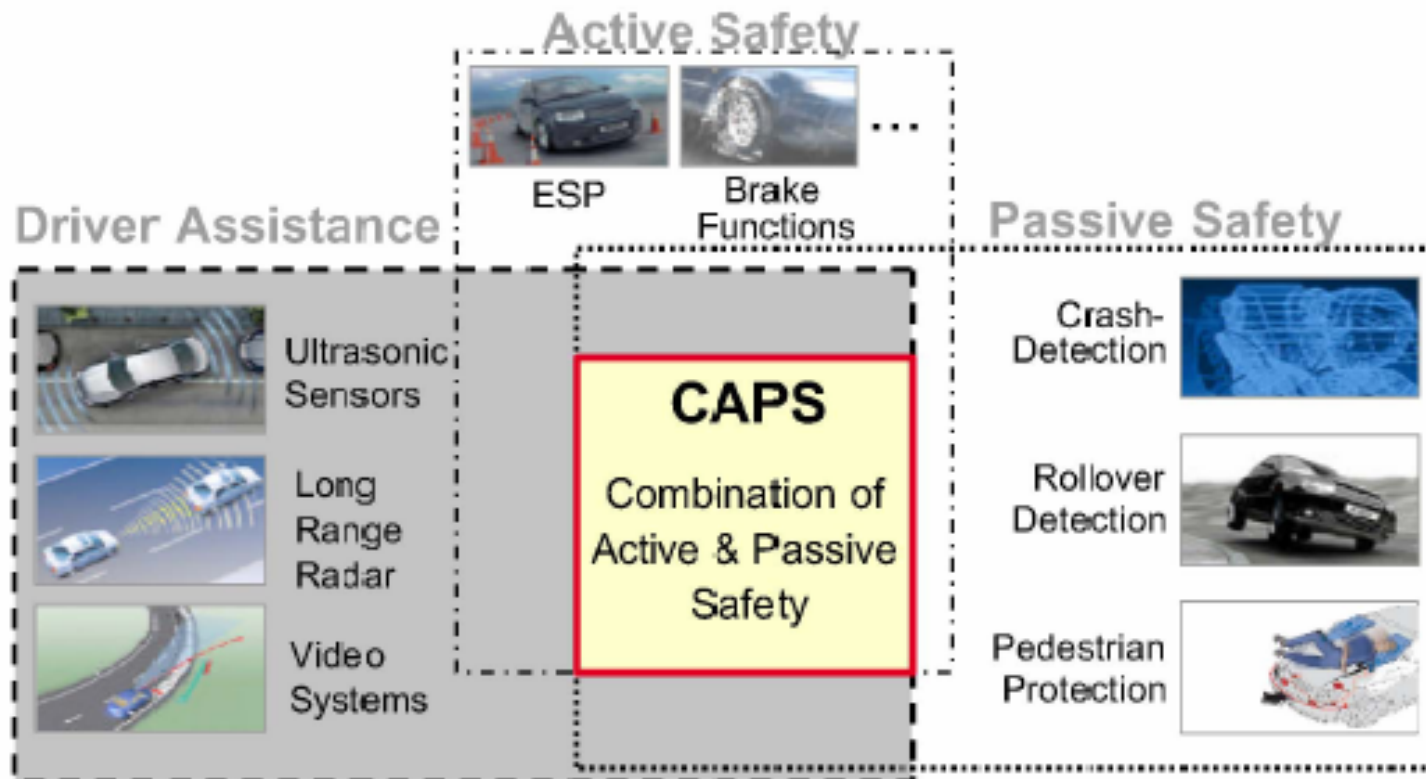 Active Safety
ESP
Brake
Functions
...
Driver Assistance
Ultrasonic
Sensors
Long
Range
Radar
Video
Systems
CAPS
Combination of
Active & Passive
Safety
Passive Safety
Crash-
Detection
Rollover
Detection
Pedestrian
Protection